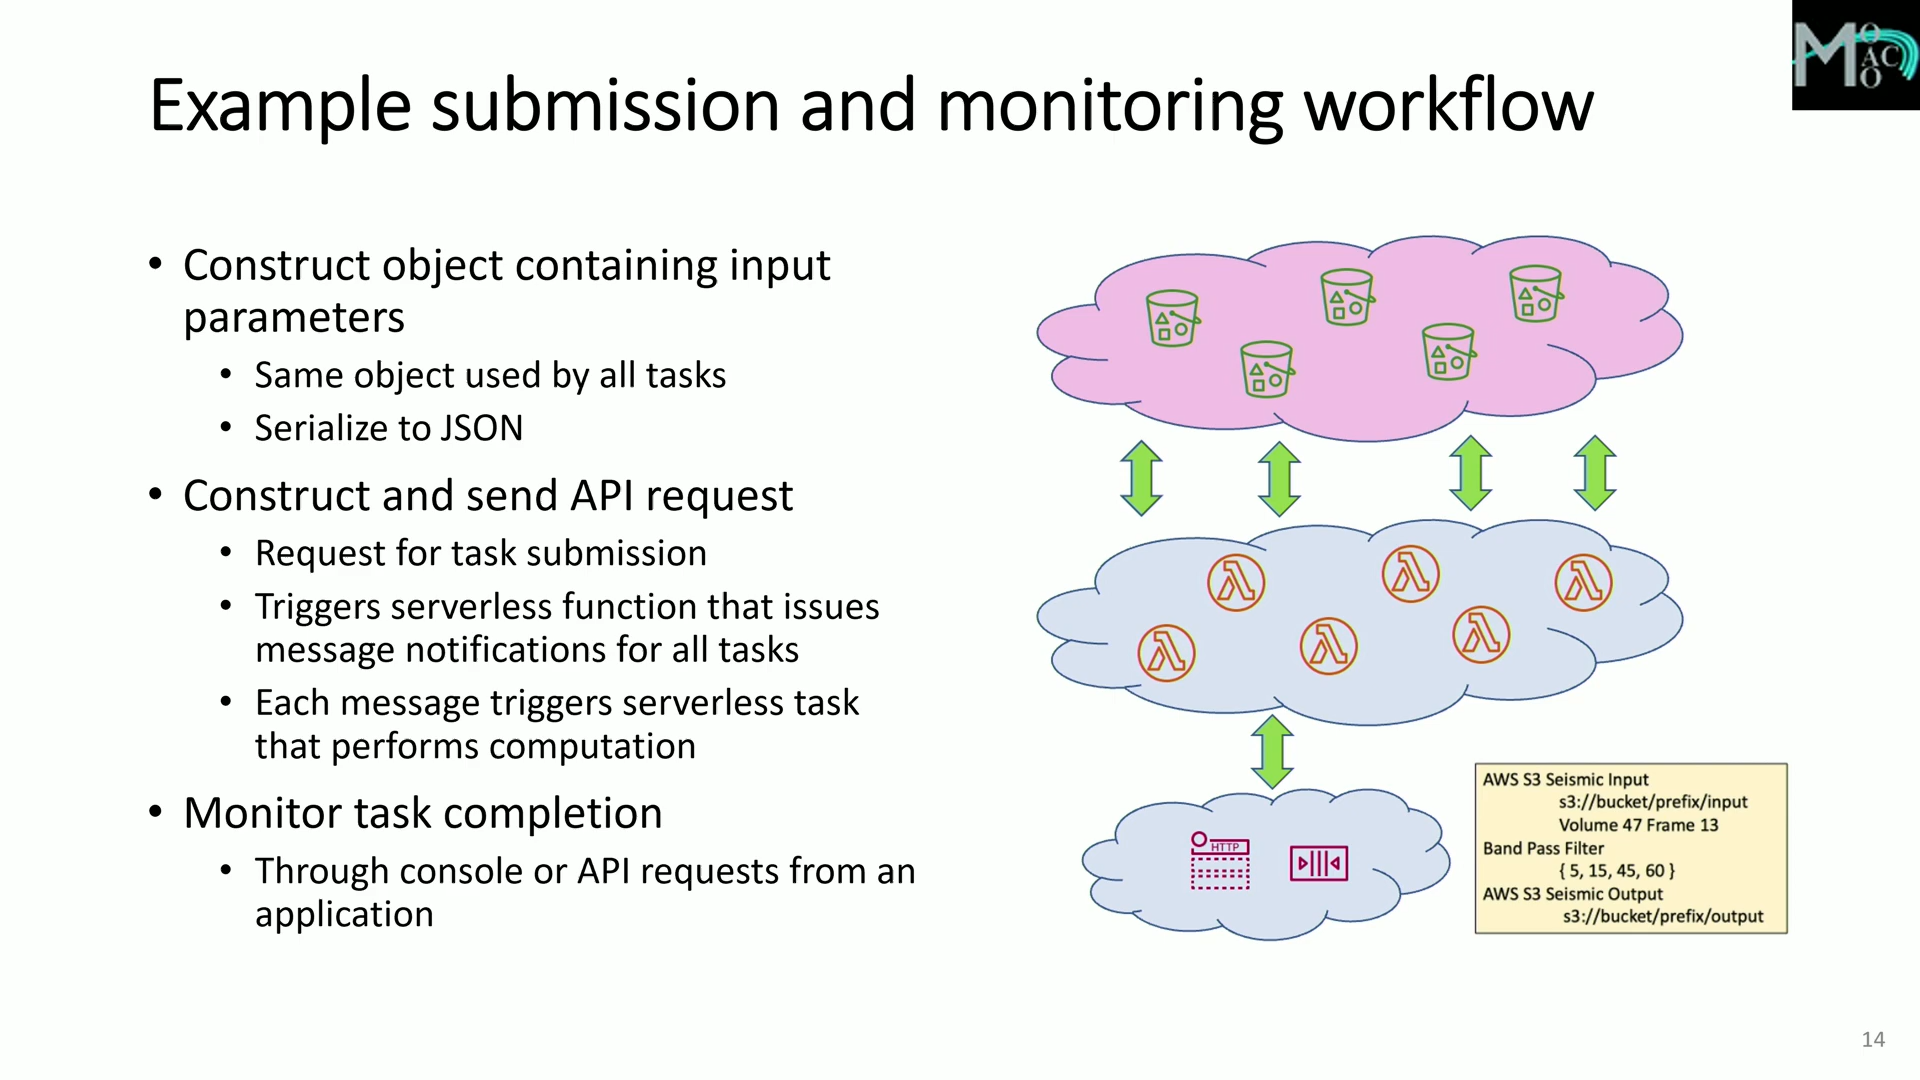 Example submission and monitoring workflow
• Construct object containing input
parameters
• Same object used by all tasks
• Serialize to JSON
• Construct and send API request
• Request for task submission
• Triggers serverless function that issues
message notifications for all tasks
• Each message triggers serverless task
that performs computation
• Monitor task completion
• Through console or API requests from an
application
HTTP
AWS S3 Seismic Input
s3://bucket/prefix/input
Volume 47 Frame 13
Band Pass Filter
{ 5, 15, 45, 60 }
AWS S3 Seismic Output
s3://bucket/prefix/output
14